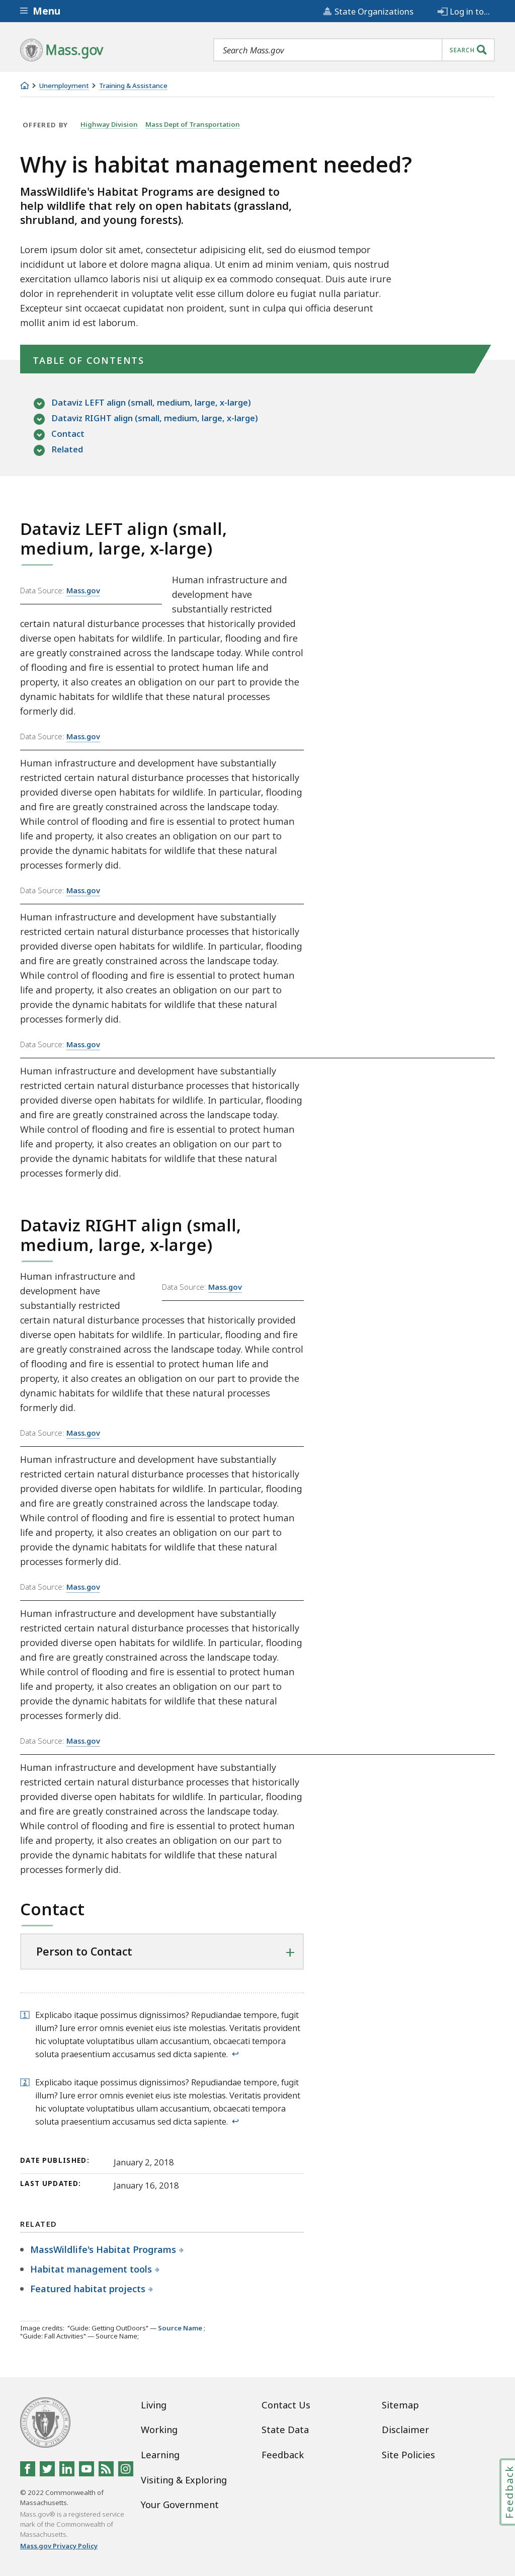 Menu
State Organizations
Log in to...
Mass.gov
Search Mass.gov
SEARCH
Unemployment
Training & Assistance
OFFERED BY
Highway Division
Mass Dept of Transportation
Why is habitat management needed?
MassWildlife's Habitat Programs are designed to
help wildlife that rely on open habitats (grassland,
shrubland, and young forests).
Lorem ipsum dolor sit amet, consectetur adipisicing elit, sed do eiusmod tempor
incididunt ut labore et dolore magna aliqua. Ut enim ad minim veniam, quis nostrud
exercitation ullamco laboris nisi ut aliquip ex ea commodo consequat. Duis aute irure
dolor in reprehenderit in voluptate velit esse cillum dolore eu fugiat nulla pariatur.
Excepteur sint occaecat cupidatat non proident, sunt in culpa qui officia deserunt
mollit anim id est laborum.
TABLE OF CONTENTS
Dataviz LEFT align (small, medium, large, x-large)
Dataviz RIGHT align (small, medium, large, x-large)
Contact
Related
Dataviz LEFT align (small,
medium, large, x-large)
Data Source: Mass.gov
Human infrastructure and
development have
substantially restricted
certain natural disturbance processes that historically provided
diverse open habitats for wildlife. In particular, flooding and fire
are greatly constrained across the landscape today. While control
of flooding and fire is essential to protect human life and
property, it also creates an obligation on our part to provide the
dynamic habitats for wildlife that these natural processes
formerly did.
Data Source: Mass.gov
Human infrastructure and development have substantially
restricted certain natural disturbance processes that historically
provided diverse open habitats for wildlife. In particular, flooding
and fire are greatly constrained across the landscape today.
While control of flooding and fire is essential to protect human
life and property, it also creates an obligation on our part to
provide the dynamic habitats for wildlife that these natural
processes formerly did.
Data Source: Mass.gov
Human infrastructure and development have substantially
restricted certain natural disturbance processes that historically
provided diverse open habitats for wildlife. In particular, flooding
and fire are greatly constrained across the landscape today.
While control of flooding and fire is essential to protect human
life and property, it also creates an obligation on our part to
provide the dynamic habitats for wildlife that these natural
processes formerly did.
Data Source: Mass.gov
Human infrastructure and development have substantially
restricted certain natural disturbance processes that historically
provided diverse open habitats for wildlife. In particular, flooding
and fire are greatly constrained across the landscape today.
While control of flooding and fire is essential to protect human
life and property, it also creates an obligation on our part to
provide the dynamic habitats for wildlife that these natural
processes formerly did.
Dataviz RIGHT align (small,
medium, large, x-large)
Human infrastructure and
development have
substantially restricted
Data Source: Mass.gov
certain natural disturbance processes that historically provided
diverse open habitats for wildlife. In particular, flooding and fire
are greatly constrained across the landscape today. While control
of flooding and fire is essential to protect human life and
property, it also creates an obligation on our part to provide the
dynamic habitats for wildlife that these natural processes
formerly did.
Data Source: Mass.gov
Human infrastructure and development have substantially
restricted certain natural disturbance processes that historically
provided diverse open habitats for wildlife. In particular, flooding
and fire are greatly constrained across the landscape today.
While control of flooding and fire is essential to protect human
life and property, it also creates an obligation on our part to
provide the dynamic habitats for wildlife that these natural
processes formerly did.
Data Source: Mass.gov
Human infrastructure and development have substantially
restricted certain natural disturbance processes that historically
provided diverse open habitats for wildlife. In particular, flooding
and fire are greatly constrained across the landscape today.
While control of flooding and fire is essential to protect human
life and property, it also creates an obligation on our part to
provide the dynamic habitats for wildlife that these natural
processes formerly did.
Data Source: Mass.gov
Human infrastructure and development have substantially
restricted certain natural disturbance processes that historically
provided diverse open habitats for wildlife. In particular, flooding
and fire are greatly constrained across the landscape today.
While control of flooding and fire is essential to protect human
life and property, it also creates an obligation on our part to
provide the dynamic habitats for wildlife that these natural
processes formerly did.
Contact
Person to Contact
1 Explicabo itaque possimus dignissimos? Repudiandae tempore, fugit
illum? Iure error omnis eveniet eius iste molestias. Veritatis provident
hic voluptate voluptatibus ullam accusantium, obcaecati tempora
soluta praesentium accusamus sed dicta sapiente. ↩
2 Explicabo itaque possimus dignissimos? Repudiandae tempore, fugit
illum? Iure error omnis eveniet eius iste molestias. Veritatis provident
hic voluptate voluptatibus ullam accusantium, obcaecati tempora
soluta praesentium accusamus sed dicta sapiente. ↩
DATE PUBLISHED: January 2, 2018
LAST UPDATED: January 16, 2018
RELATED
MassWildlife's Habitat Programs
Habitat management tools
Featured habitat projects
Image credits: "Guide: Getting OutDoors" — Source Name ;
"Guide: Fall Activities" — Source Name;
Living
Working
Learning
Visiting & Exploring
Your Government
Contact Us
State Data
Feedback
Sitemap
Disclaimer
Site Policies
© 2022 Commonwealth of
Massachusetts.
Mass.gov® is a registered service
mark of the Commonwealth of
Massachusetts.
Mass.gov Privacy Policy
Feedback